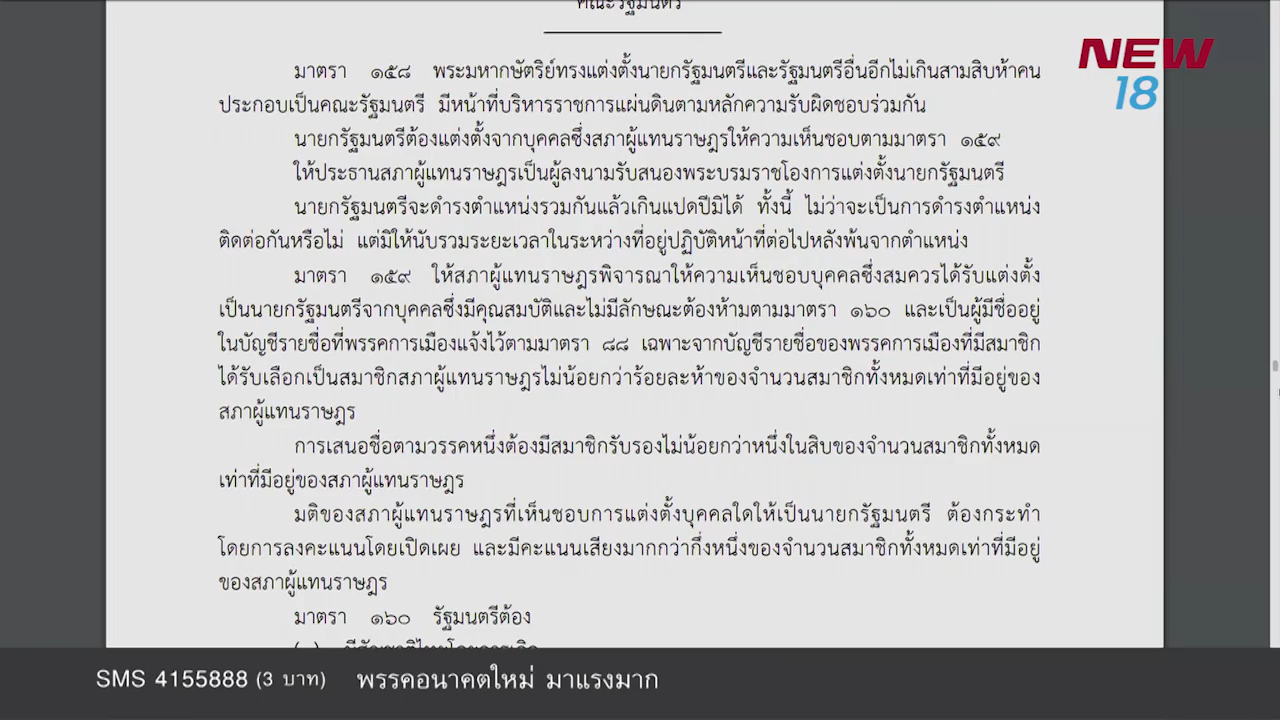 คณะรัฐมนตรี
NEW
18
มาตรา ๑๕๘ พระมหากษัตริย์ทรงแต่งตั้งนายกรัฐมนตรีและรัฐมนตรีอื่นอีกไม่เกินสามสิบห้าคน
ประกอบเป็นคณะรัฐมนตรี มีหน้าที่บริหารราชการแผ่นดินตามหลักความรับผิดชอบร่วมกัน
นายกรัฐมนตรีต้องแต่งตั้งจากบุคคลซึ่งสภาผู้แทนราษฎรให้ความเห็นชอบตามมาตรา ๑๕๙
ให้ประธานสภาผู้แทนราษฎรเป็นผู้ลงนามรับสนองพระบรมราชโองการแต่งตั้งนายกรัฐมนตรี
นายกรัฐมนตรีจะดำรงตำแหน่งรวมกันแล้วเกินแปดปีมิได้ ทั้งนี้ ไม่ว่าจะเป็นการดำรงตำแหน่ง
ติดต่อกันหรือไม่ แต่มิให้นับรวมระยะเวลาในระหว่างที่อยู่ปฏิบัติหน้าที่ต่อไปหลังพ้นจากตำแหน่ง
มาตรา ๑๕๙ ให้สภาผู้แทนราษฎรพิจารณาให้ความเห็นชอบบุคคลซึ่งสมควรได้รับแต่งตั้ง
เป็นนายกรัฐมนตรีจากบุคคลซึ่งมีคุณสมบัติและไม่มีลักษณะต้องห้ามตามมาตรา ๑๖๐ และเป็นผู้มีชื่ออยู่
ในบัญชีรายชื่อที่พรรคการเมืองแจ้งไว้ตามมาตรา ๘๘ เฉพาะจากบัญชีรายชื่อของพรรคการเมืองที่มีสมาชิก
ได้รับเลือกเป็นสมาชิกสภาผู้แทนราษฎรไม่น้อยกว่าร้อยละห้าของจำนวนสมาชิกทั้งหมดเท่าที่มีอยู่ของ
สภาผู้แทนราษฎร
การเสนอชื่อตามวรรคหนึ่งต้องมีสมาชิกรับรองไม่น้อยกว่าหนึ่งในสิบของจำนวนสมาชิกทั้งหมด
เท่าที่มีอยู่ของสภาผู้แทนราษฎร
มติของสภาผู้แทนราษฎรที่เห็นชอบการแต่งตั้งบุคคลใดให้เป็นนายกรัฐมนตรี ต้องกระทำ
โดยการลงคะแนนโดยเปิดเผย และมีคะแนนเสียงมากกว่ากึ่งหนึ่งของจำนวนสมาชิกทั้งหมดเท่าที่มีอยู่
ของสภาผู้แทนราษฎร
มาตรา ๑๖๐ รัฐมนตรีต้อง
มีสัญชาติไทยโดยการเกิด
SMS 4155888 (3 บาท) พรรคอนาคตใหม่ มาแรงมาก